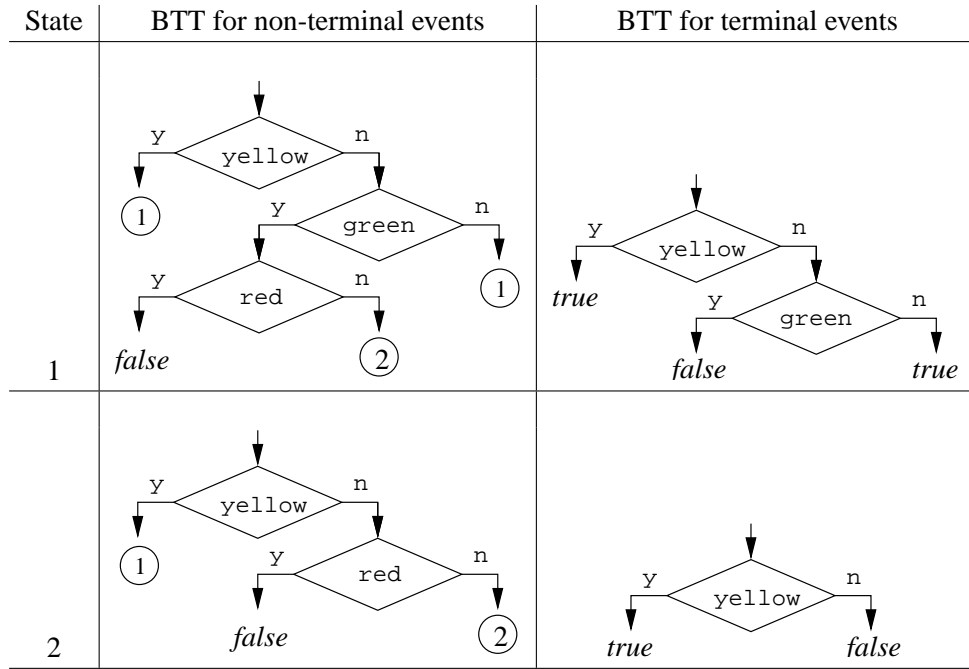 State BTT for non-terminal events BTT for terminal events
y n
yellow
1
y n
green
1
y n
red
false
2
y n
yellow
true
y n
green
false true
1
y n
yellow
1
y n
red
false
2
y n
yellow
true false
2